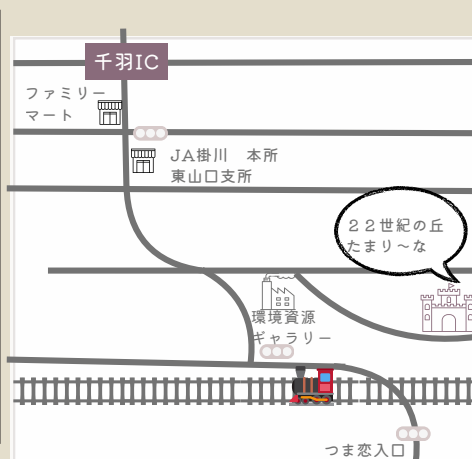 千羽IC
ファミリー
マート
JA掛川　本所
東山口支所
２２世紀の丘
たまり～な
環境資源
ギャラリー
つま恋入口